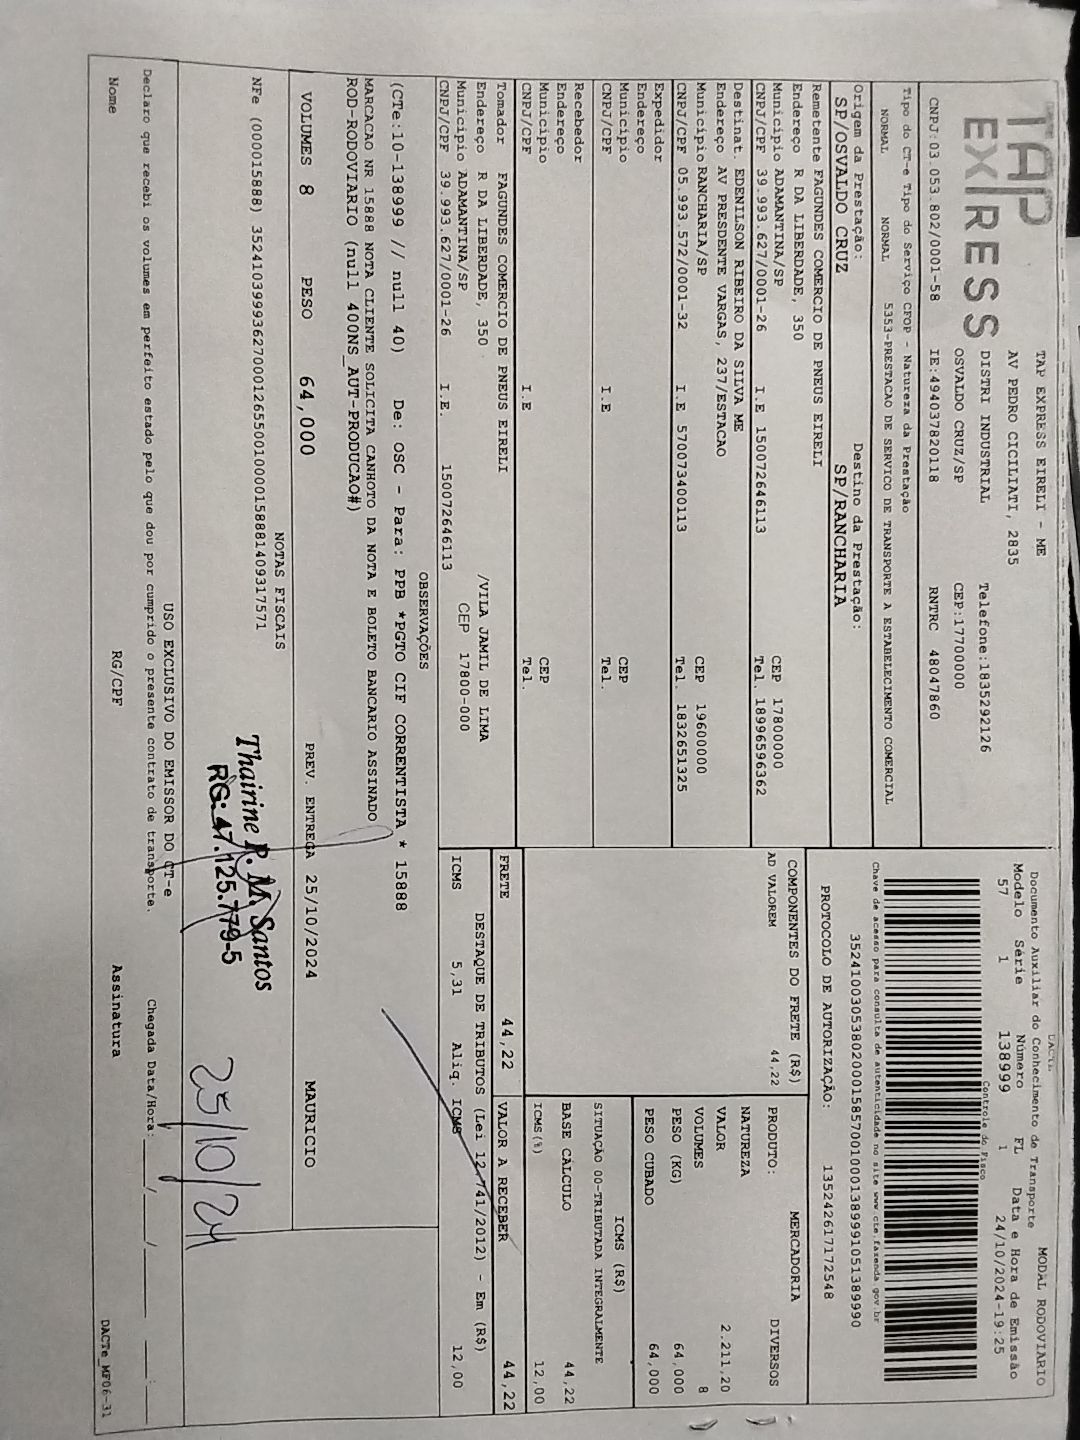 TAP
EX/RESS
TAP EXPRESS EIRELI - ME
AV PEDRO CICILIATI, 2835
DISTRI INDUSTRIAL Telefone:1835292126
OSVALDO CRUZ/SP CEP:17700000
CNPJ:03.053.802/0001-58 IE:494037820118 RNTRC 48047860
Tipo do CT-e Tipo do Serviço CFOP - Natureza da Prestação
NORMAL NORMAL 5353-PRESTACAO DE SERVICO DE TRANSPORTE A ESTABELECIMENTO COMERCIAL
Origem da Prestação: Destino da Prestação:
SP/OSVALDO CRUZ SP/RANCHARIA
Remetente FAGUNDES COMERCIO DE PNEUS EIRELI
Endereço R DA LIBERDADE, 350
Município ADAMANTINA/SP CEP 17800000
CNPJ/CPF 39.993.627/0001-26 I.E 150072646113 Tel. 18996596362
Destinat. EDENILSON RIBEIRO DA SILVA ME
Endereço AV PRESDENTE VARGAS, 237/ESTACAO
Município RANCHARIA/SP CEP 19600000
CNPJ/CPF 05.993.572/0001-32 I.E 570073400113 Tel. 1832651325
Expedidor
Endereço
Município CEP
CNPJ/CPF I.E Tel.
Recebedor
Endereço
Município CEP
CNPJ/CPF I.E Tel.
Tomador FAGUNDES COMERCIO DE PNEUS EIRELI
Endereço R DA LIBERDADE, 350 /VILA JAMIL DE LIMA
Município ADAMANTINA/SP CEP 17800-000
CNPJ/CPF 39.993.627/0001-26 I.E. 150072646113
DACTE
Documento Auxiliar do Conhecimento de Transporte MODAL RODOVIARIO
Modelo Série Número FL Data e Hora de Emissão
57 1 138999 1 24/10/2024-19:25
Controle do Fisco
Chave de acesso para consulta de autenticidade no site www.cte.fazenda.gov.br
35241003053802000158570010001389991051389990
PROTOCOLO DE AUTORIZAÇÃO: 135242617172548
COMPONENTES DO FRETE (R$)
AD VALOREM 44,22
MERCADORIA
PRODUTO: DIVERSOS
NATUREZA
VALOR 2.211,20
VOLUMES 8
PESO (KG) 64,000
PESO CUBADO 64,000
ICMS (R$)
SITUAÇÃO 00-TRIBUTADA INTEGRALMENTE
BASE CÁLCULO 44,22
ICMS(%) 12,00
FRETE 44,22 VALOR A RECEBER 44,22
DESTAQUE DE TRIBUTOS (Lei 12.741/2012) - Em (R$)
ICMS 5,31 Aliq. ICMS 12,00
OBSERVAÇÕES
(CTe:10-138999 // null 40) De: OSC - Para: PPB *PGTO CIF CORRENTISTA * 15888
MARCACAO NR 15888 NOTA CLIENTE SOLICITA CANHOTO DA NOTA E BOLETO BANCARIO ASSINADO
ROD-RODOVIARIO (null 400NS_AUT-PRODUCAO#)
VOLUMES 8 PESO 64,000 PREV. ENTREGA 25/10/2024 MAURICIO
NOTAS FISCAIS
NFe (000015888) 35241039993627000126550010000158881409317571
Thairine R. M. Santos
RG: 47.125.779-5
25/10/24
USO EXCLUSIVO DO EMISSOR DO CT-e
Declaro que recebi os volumes em perfeito estado pelo que dou por cumprido o presente contrato de transporte. Chegada Data/Hora: / / :
Nome RG/CPF Assinatura DACTe_MF06-31